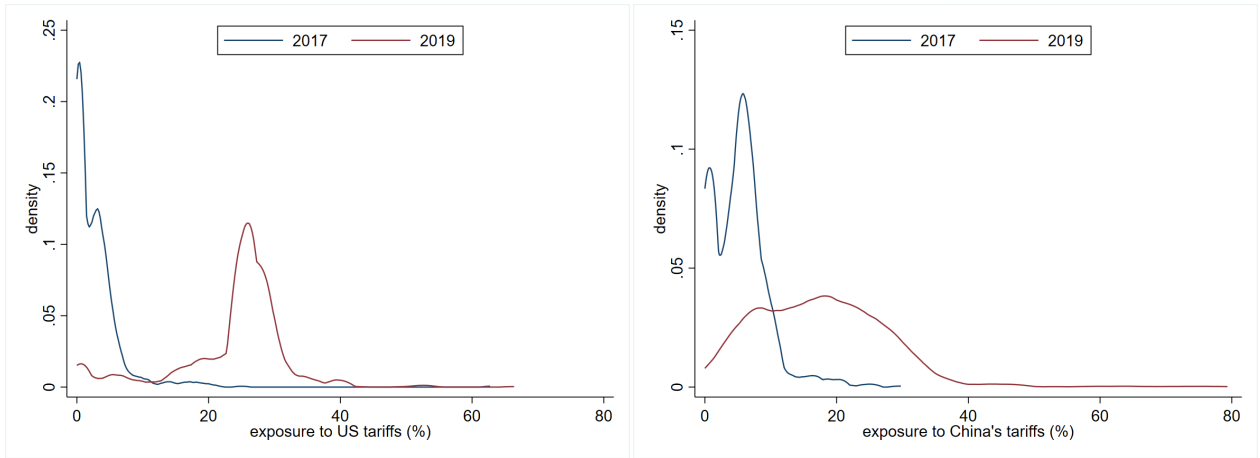 2017 2019
.25
.2
.15
.1
.05
0
density
0 20 40 60 80
exposure to US tariffs (%)
2017 2019
.15
.1
.05
0
density
0 20 40 60 80
exposure to China's tariffs (%)